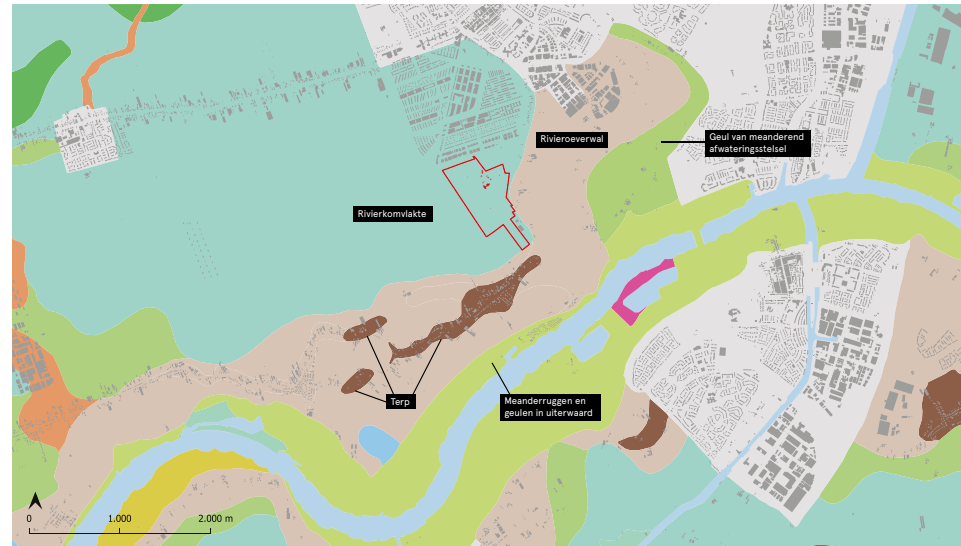 Rivieroeverwal
Geul van meanderend
afwateringsstelsel
Rivierkomvlakte
Terp
Meanderruggen en
geulen in uiterwaard
0
1.000
2.000 m